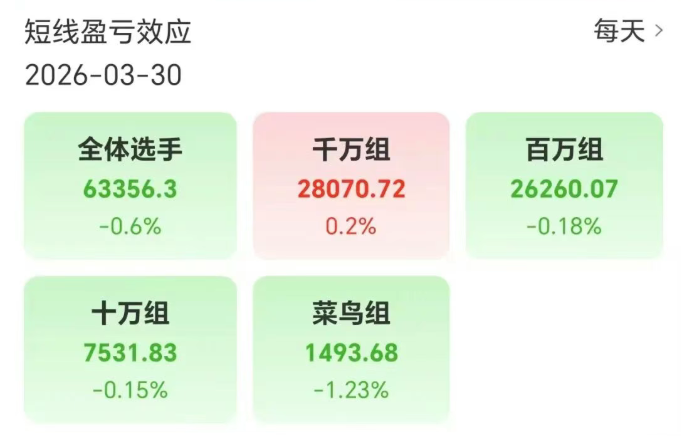 短线盈亏效应
每天 >
2026-03-30
全体选手
63356.3
-0.6%
千万组
28070.72
0.2%
百万组
26260.07
-0.18%
十万组
7531.83
-0.15%
菜鸟组
1493.68
-1.23%